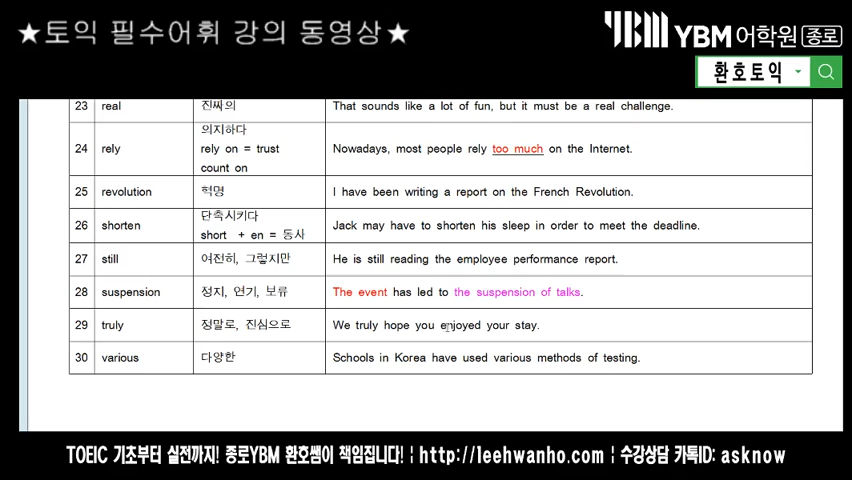 ★토익 필수어휘 강의 동영상★
YBM YBM어학원 종로
환호토익
23 real 진짜의 That sounds like a lot of fun, but it must be a real challenge.
24 rely 의지하다 rely on = trust count on Nowadays, most people rely too much on the Internet.
25 revolution 혁명 I have been writing a report on the French Revolution.
26 shorten 단축시키다 short + en = 동사 Jack may have to shorten his sleep in order to meet the deadline.
27 still 여전히, 그렇지만 He is still reading the employee performance report.
28 suspension 정지, 연기, 보류 The event has led to the suspension of talks.
29 truly 정말로, 진심으로 We truly hope you enjoyed your stay.
30 various 다양한 Schools in Korea have used various methods of testing.
TOEIC 기초부터 실전까지! 종로YBM 환호쌤이 책임집니다! ¦ http://leehwanho.com ¦ 수강상담 카톡ID: asknow